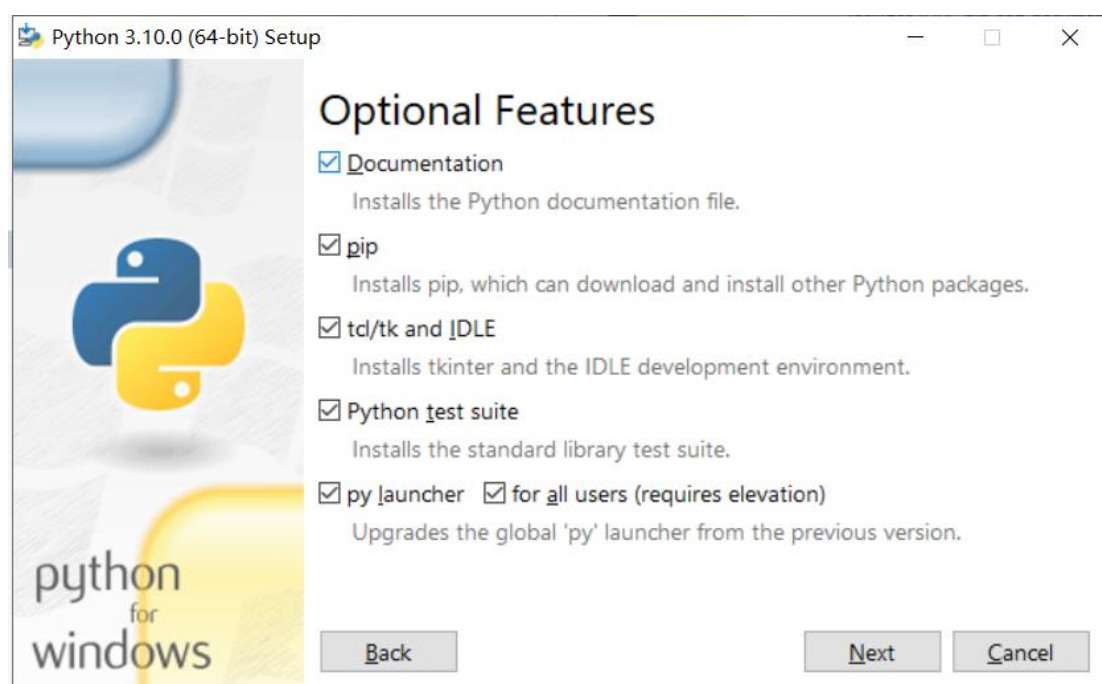 Python 3.10.0 (64-bit) Setup
Optional Features
Documentation
Installs the Python documentation file.
pip
Installs pip, which can download and install other Python packages.
tcl/tk and IDLE
Installs tkinter and the IDLE development environment.
Python test suite
Installs the standard library test suite.
py launcher for all users (requires elevation)
Upgrades the global 'py' launcher from the previous version.
python
for
windows
Back Next Cancel